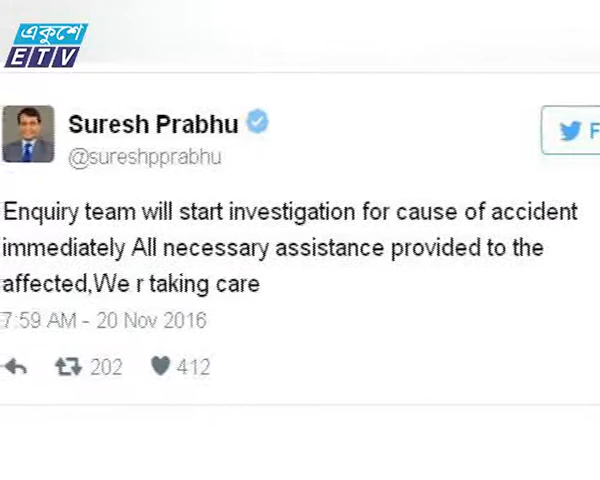 একুশে
ETV
Suresh Prabhu
@sureshpprabhu
F
Enquiry team will start investigation for cause of accident
immediately All necessary assistance provided to the
affected,We r taking care
7:59 AM - 20 Nov 2016
202 412